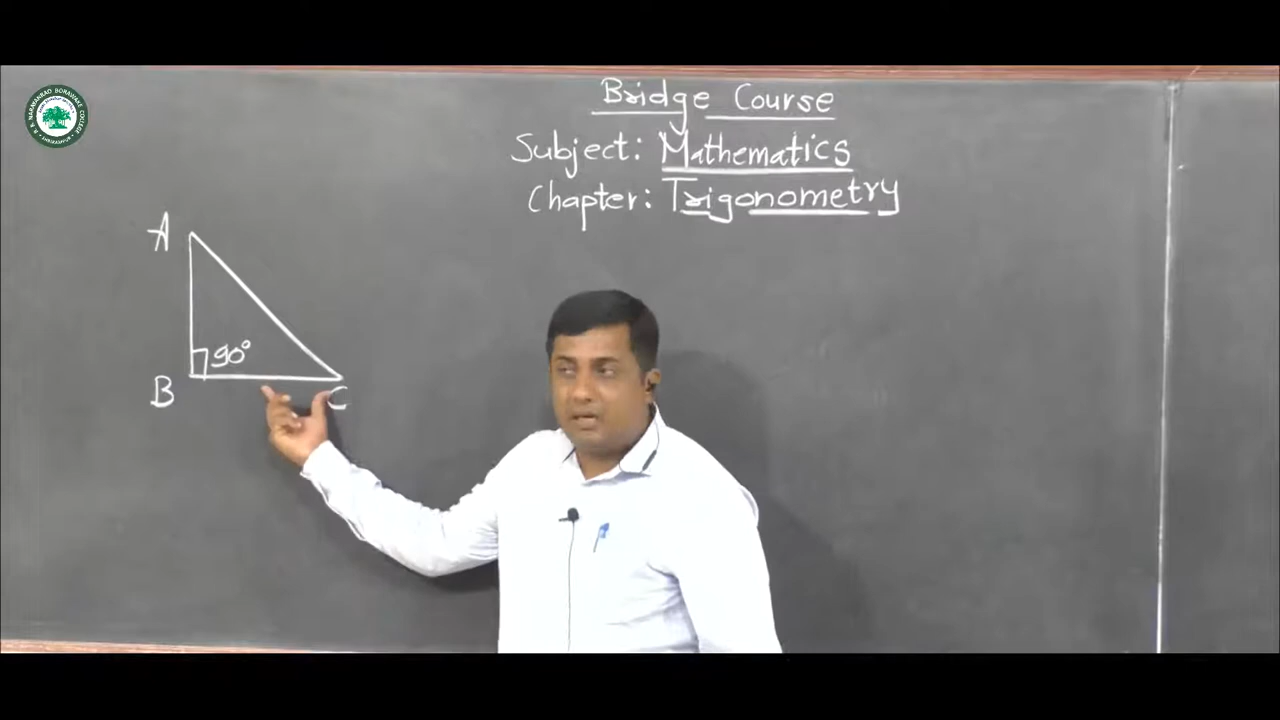 Bridge Course
Subject: Mathematics
Chapter: Trigonometry
A
90°
B
C